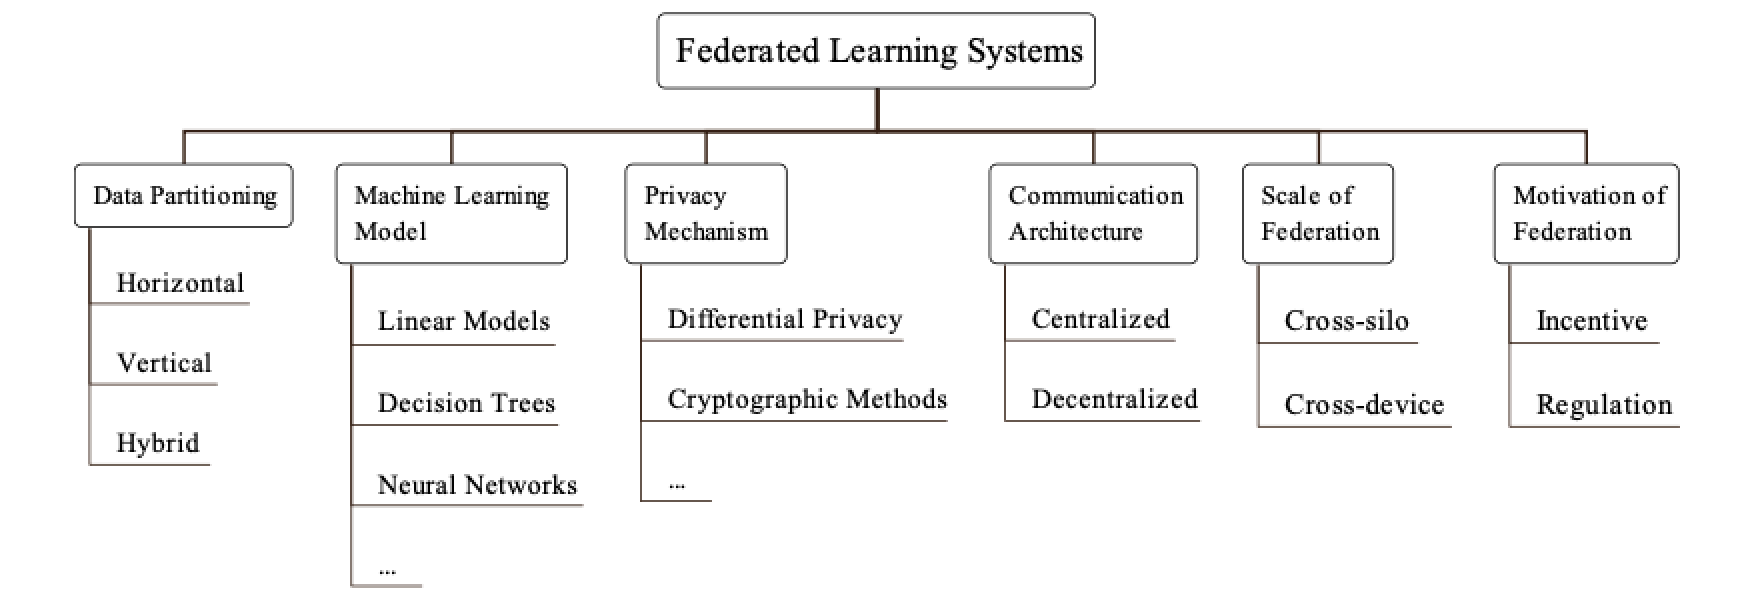 Federated Learning Systems
Data Partitioning
Horizontal
Vertical
Hybrid
Machine Learning
Model
Linear Models
Decision Trees
Neural Networks
...
Privacy
Mechanism
Differential Privacy
Cryptographic Methods
...
Communication
Architecture
Centralized
Decentralized
Scale of
Federation
Cross-silo
Cross-device
Motivation of
Federation
Incentive
Regulation